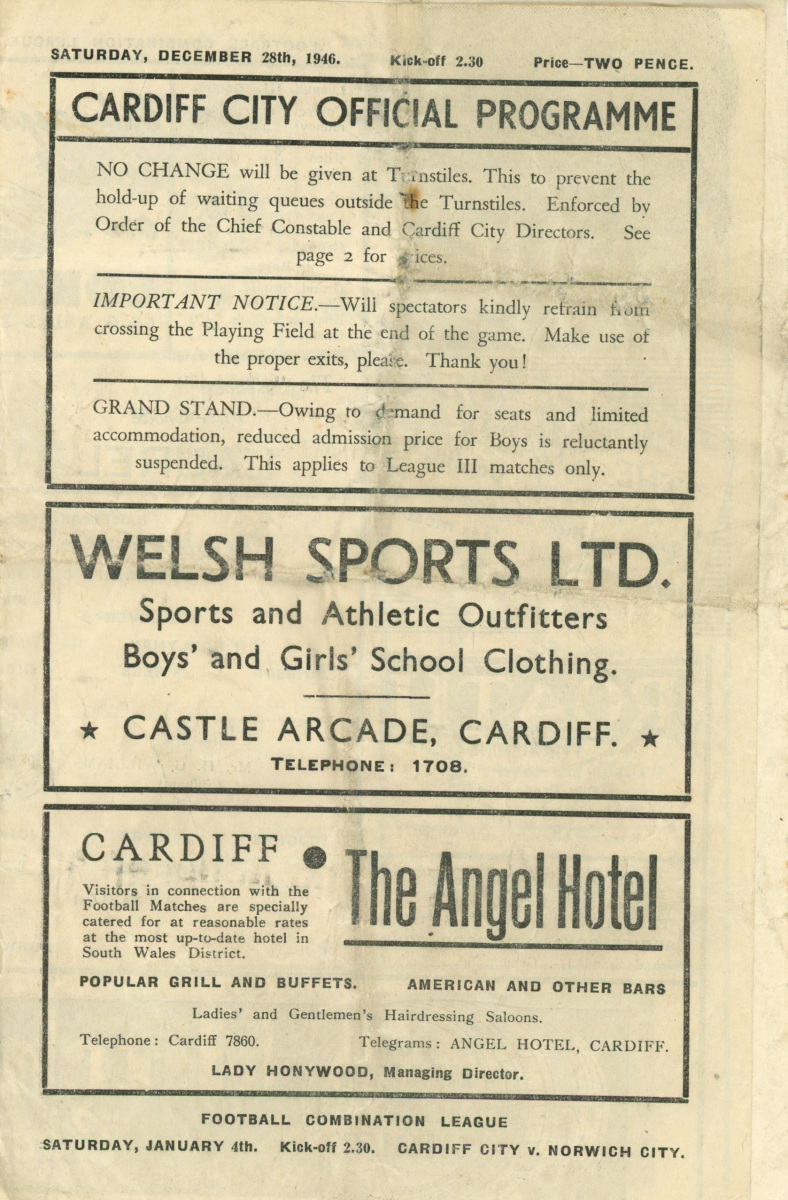 SATURDAY, DECEMBER 28th, 1946. Kick-off 2.30 Price—TWO PENCE.
CARDIFF CITY OFFICIAL PROGRAMME
NO CHANGE will be given at Turnstiles. This to prevent the
hold-up of waiting queues outside the Turnstiles. Enforced by
Order of the Chief Constable and Cardiff City Directors. See
page 2 for prices.
IMPORTANT NOTICE.—Will spectators kindly refrain from
crossing the Playing Field at the end of the game. Make use of
the proper exits, please. Thank you!
GRAND STAND.—Owing to demand for seats and limited
accommodation, reduced admission price for Boys is reluctantly
suspended. This applies to League III matches only.
WELSH SPORTS LTD.
Sports and Athletic Outfitters
Boys' and Girls' School Clothing.
★ CASTLE ARCADE, CARDIFF. ★
TELEPHONE: 1708.
CARDIFF ● The Angel Hotel
Visitors in connection with the
Football Matches are specially
catered for at reasonable rates
at the most up-to-date hotel in
South Wales District.
POPULAR GRILL AND BUFFETS. AMERICAN AND OTHER BARS
Ladies' and Gentlemen's Hairdressing Saloons.
Telephone: Cardiff 7860. Telegrams: ANGEL HOTEL, CARDIFF.
LADY HONYWOOD, Managing Director.
FOOTBALL COMBINATION LEAGUE
SATURDAY, JANUARY 4th. Kick-off 2.30. CARDIFF CITY v. NORWICH CITY.